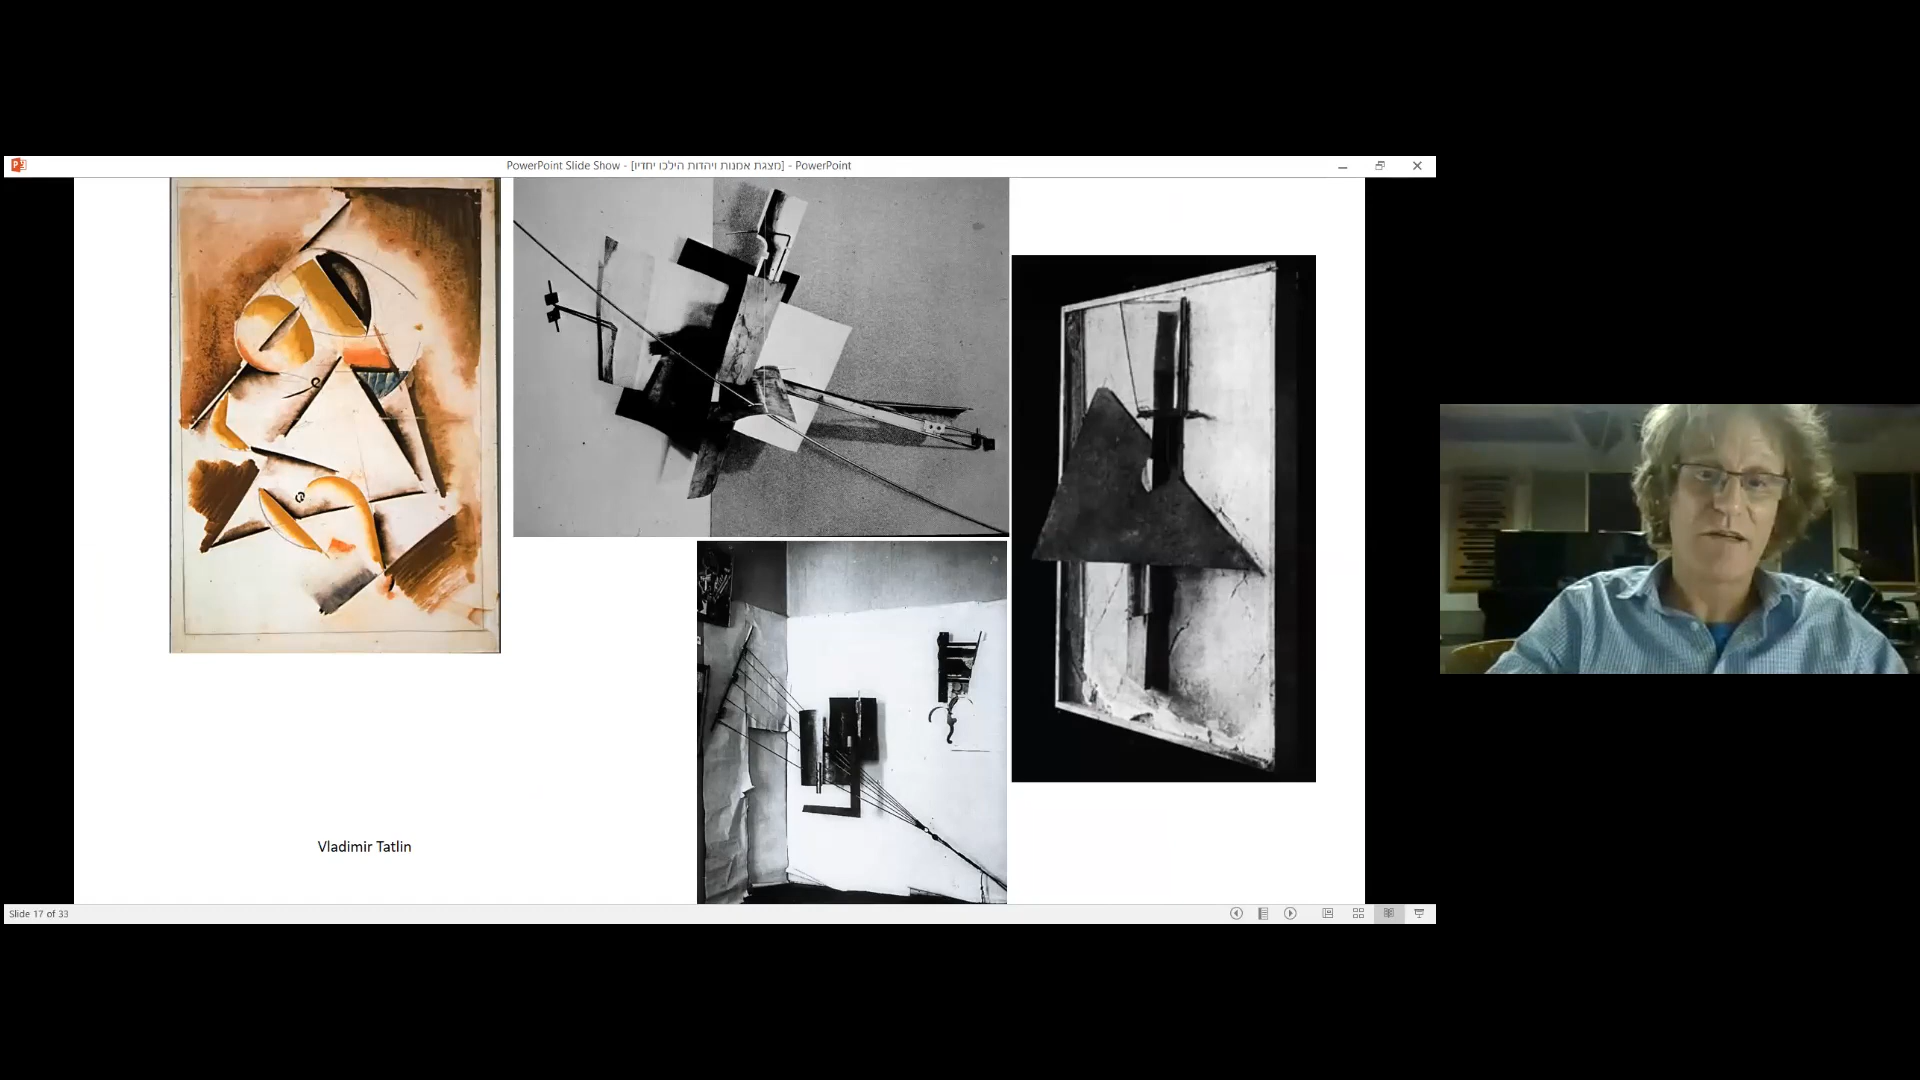 PowerPoint Slide Show - [מצגת אמנות ויהדות הילכו יחדיו] - PowerPoint
Vladimir Tatlin
Slide 17 of 33